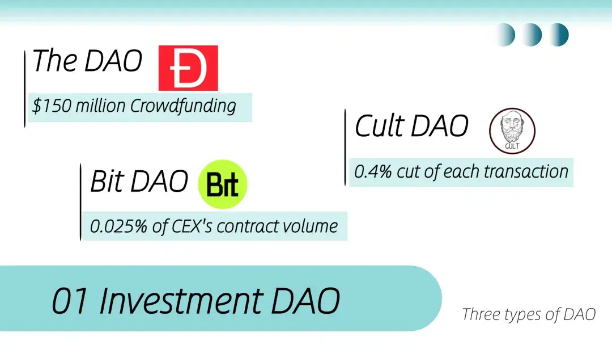 The DAO
Đ
$150 million Crowdfunding
Cult DAO
CULT
0.4% cut of each transaction
Bit DAO
BIt
0.025% of CEX's contract volume
01 Investment DAO
Three types of DAO